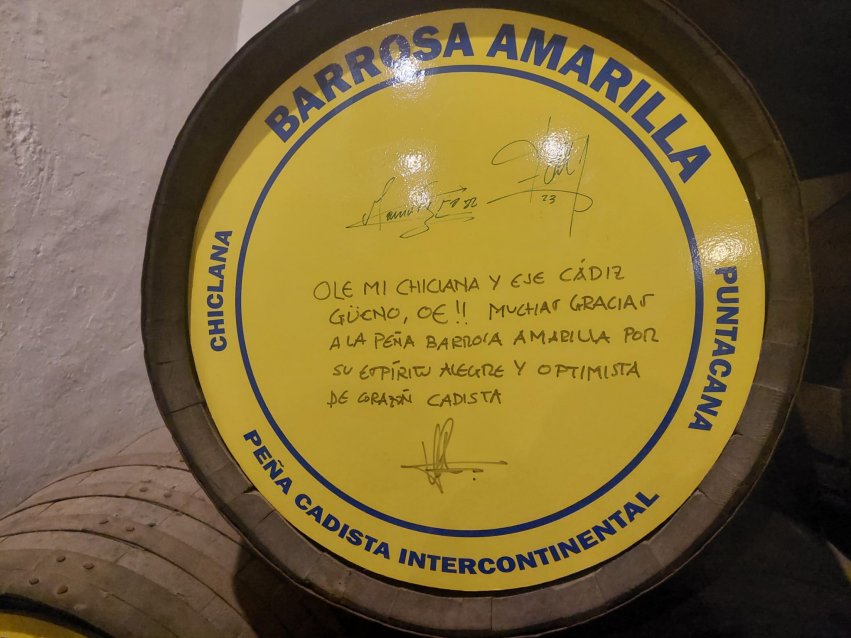 BARROSA AMARILLA
23
CHICLANA
PUNTACANA
OLE MI CHICLANA Y ESE CÁDIZ
GÜENO, OE!! MUCHAS GRACIAS
A LA PEÑA BARROSA AMARILLA POR
SU ESPÍRITU ALEGRE Y OPTIMISTA
DE CORAZÓN CADISTA
PEÑA CADISTA INTERCONTINENTAL